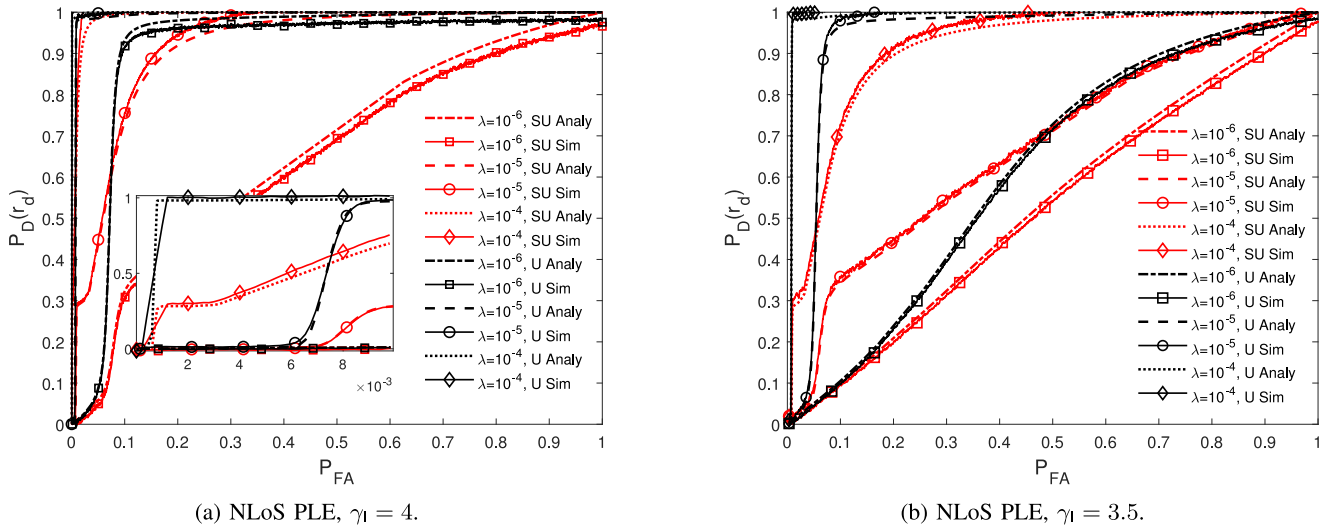 1
0.9
0.8
0.7
0.6
0.5
0.4
0.3
0.2
0.1
0
P_D(r_d)
0 0.1 0.2 0.3 0.4 0.5 0.6 0.7 0.8 0.9 1
P_FA
λ=10^-6, SU Analy
λ=10^-6, SU Sim
λ=10^-5, SU Analy
λ=10^-5, SU Sim
λ=10^-4, SU Analy
λ=10^-4, SU Sim
λ=10^-6, U Analy
λ=10^-6, U Sim
λ=10^-5, U Analy
λ=10^-5, U Sim
λ=10^-4, U Analy
λ=10^-4, U Sim
1
0.5
0
2 4 6 8
×10^-3
(a) NLoS PLE, γ_l = 4.
1
0.9
0.8
0.7
0.6
0.5
0.4
0.3
0.2
0.1
0
P_D(r_d)
0 0.1 0.2 0.3 0.4 0.5 0.6 0.7 0.8 0.9 1
P_FA
λ=10^-6, SU Analy
λ=10^-6, SU Sim
λ=10^-5, SU Analy
λ=10^-5, SU Sim
λ=10^-4, SU Analy
λ=10^-4, SU Sim
λ=10^-6, U Analy
λ=10^-6, U Sim
λ=10^-5, U Analy
λ=10^-5, U Sim
λ=10^-4, U Analy
λ=10^-4, U Sim
(b) NLoS PLE, γ_l = 3.5.